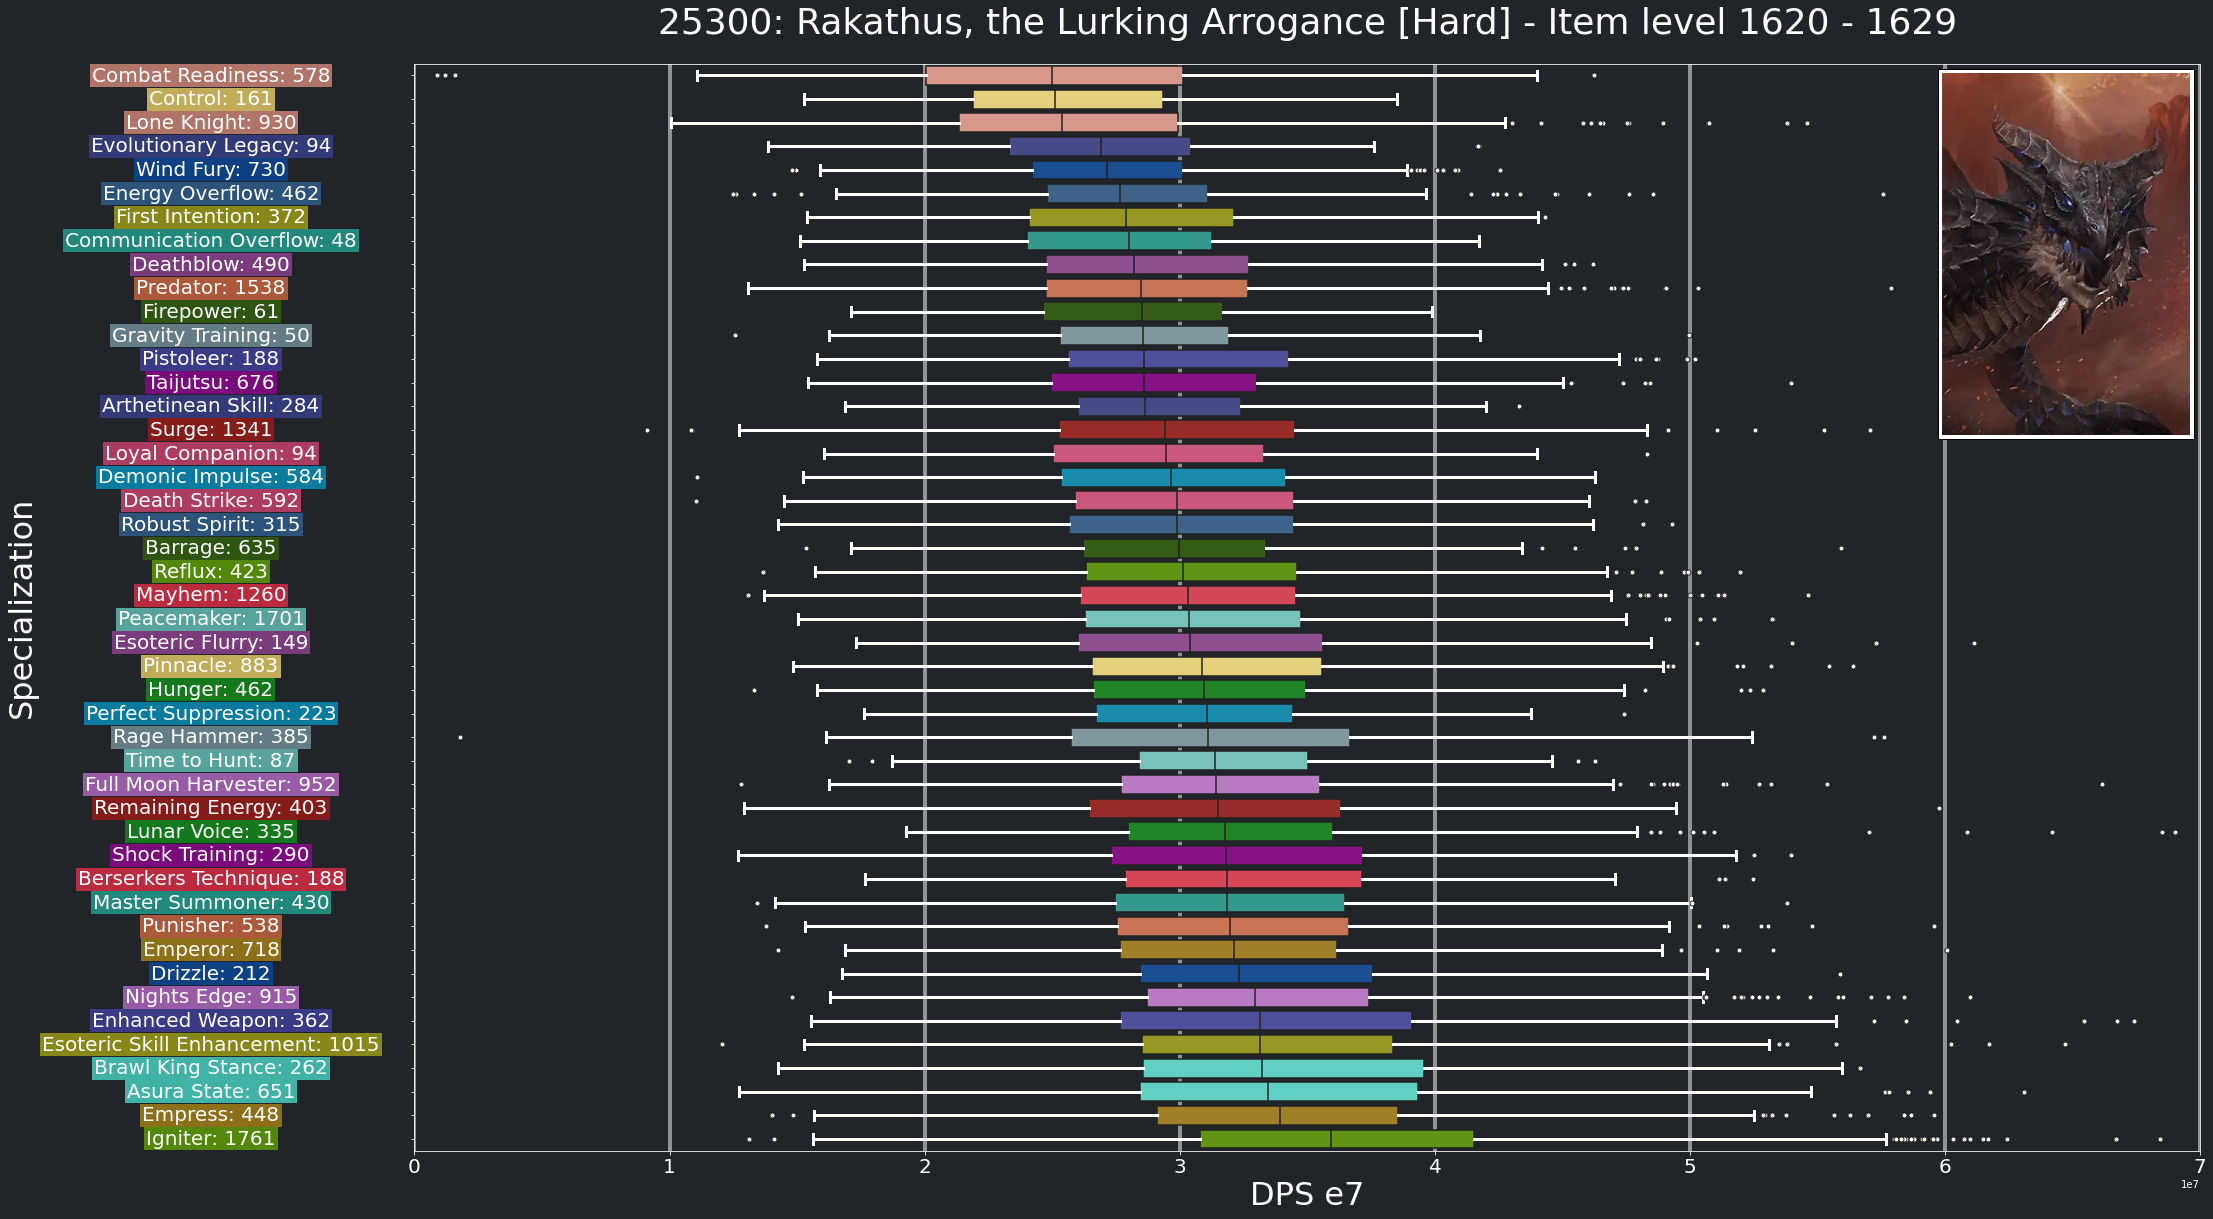 25300: Rakathus, the Lurking Arrogance [Hard] - Item level 1620 - 1629
Combat Readiness: 578
Control: 161
Lone Knight: 930
Evolutionary Legacy: 94
Wind Fury: 730
Energy Overflow: 462
First Intention: 372
Communication Overflow: 48
Deathblow: 490
Predator: 1538
Firepower: 61
Gravity Training: 50
Pistoleer: 188
Taijutsu: 676
Arthetinean Skill: 284
Surge: 1341
Loyal Companion: 94
Demonic Impulse: 584
Death Strike: 592
Robust Spirit: 315
Barrage: 635
Reflux: 423
Mayhem: 1260
Peacemaker: 1701
Esoteric Flurry: 149
Pinnacle: 883
Hunger: 462
Perfect Suppression: 223
Rage Hammer: 385
Time to Hunt: 87
Full Moon Harvester: 952
Remaining Energy: 403
Lunar Voice: 335
Shock Training: 290
Berserkers Technique: 188
Master Summoner: 430
Punisher: 538
Emperor: 718
Drizzle: 212
Nights Edge: 915
Enhanced Weapon: 362
Esoteric Skill Enhancement: 1015
Brawl King Stance: 262
Asura State: 651
Empress: 448
Igniter: 1761
Specialization
0 1 2 3 4 5 6 7
1e7
DPS e7